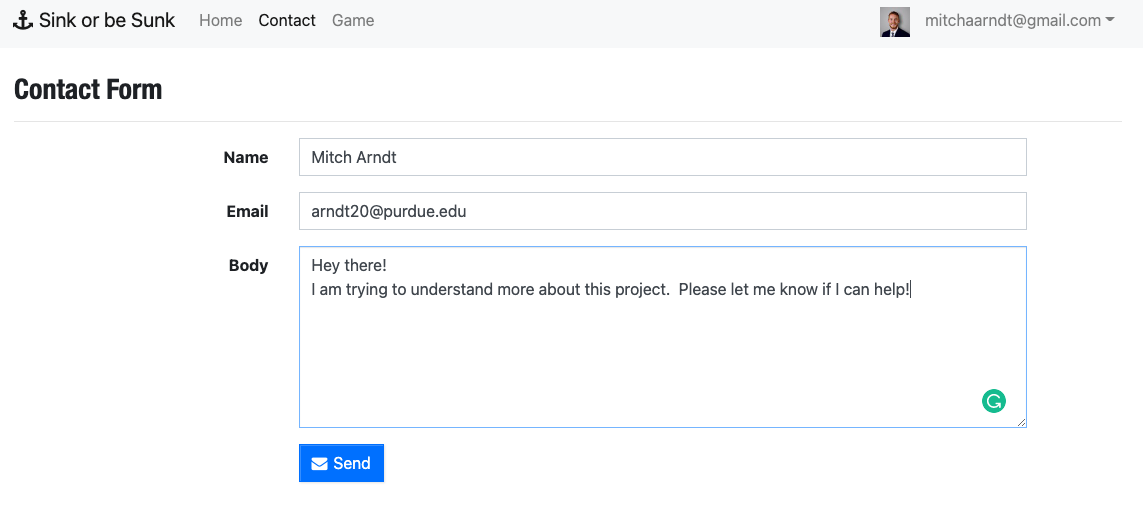 Sink or be Sunk Home Contact Game mitchaarndt@gmail.com
Contact Form
Name Mitch Arndt
Email arndt20@purdue.edu
Body Hey there!
I am trying to understand more about this project.  Please let me know if I can help!
Send